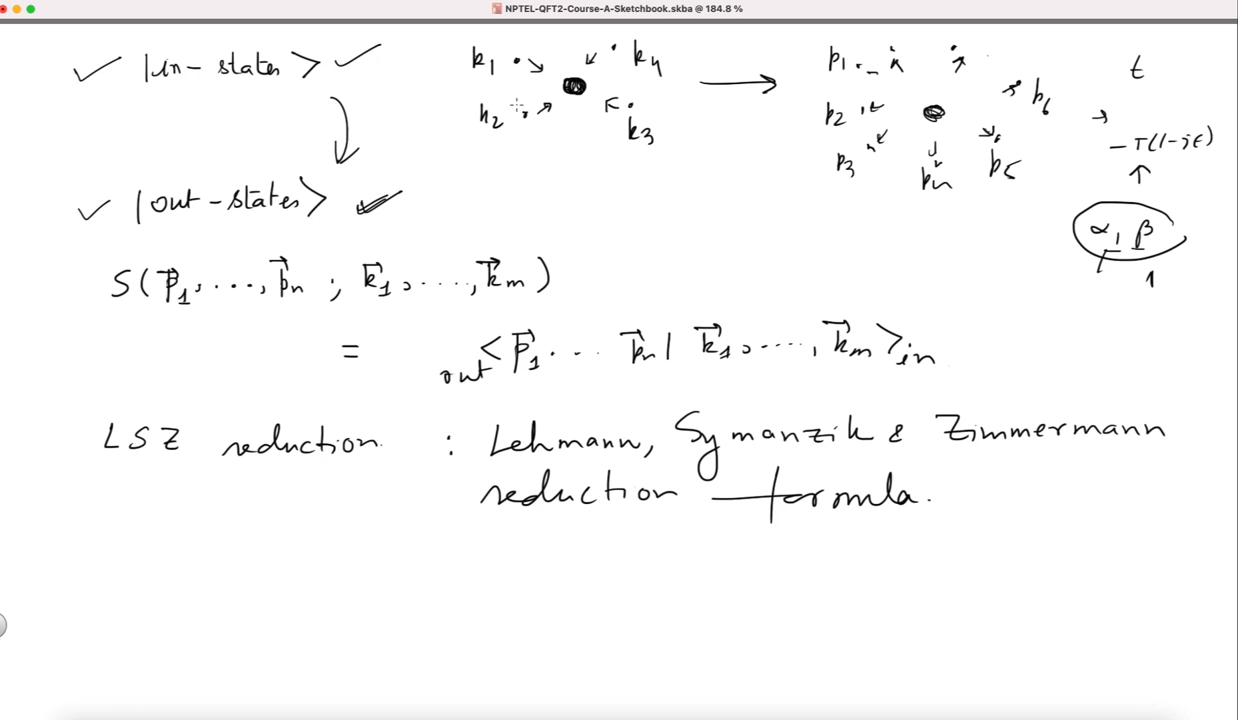 NPTEL-QFT2-Course-A-Sketchbook.skba @ 184.8 %
|in-states>
k1 k4
k2 k3
p1 p2 p3 pn p5 p6
t
-T(1-iε)
α, β
1
|out-states>
S(p⃗1, ..., p⃗n ; k⃗1, ...., k⃗m)
= out<p⃗1 ... p⃗n | k⃗1, ...., k⃗m>in
LSZ reduction : Lehmann, Symanzik & Zimmermann
reduction formula.